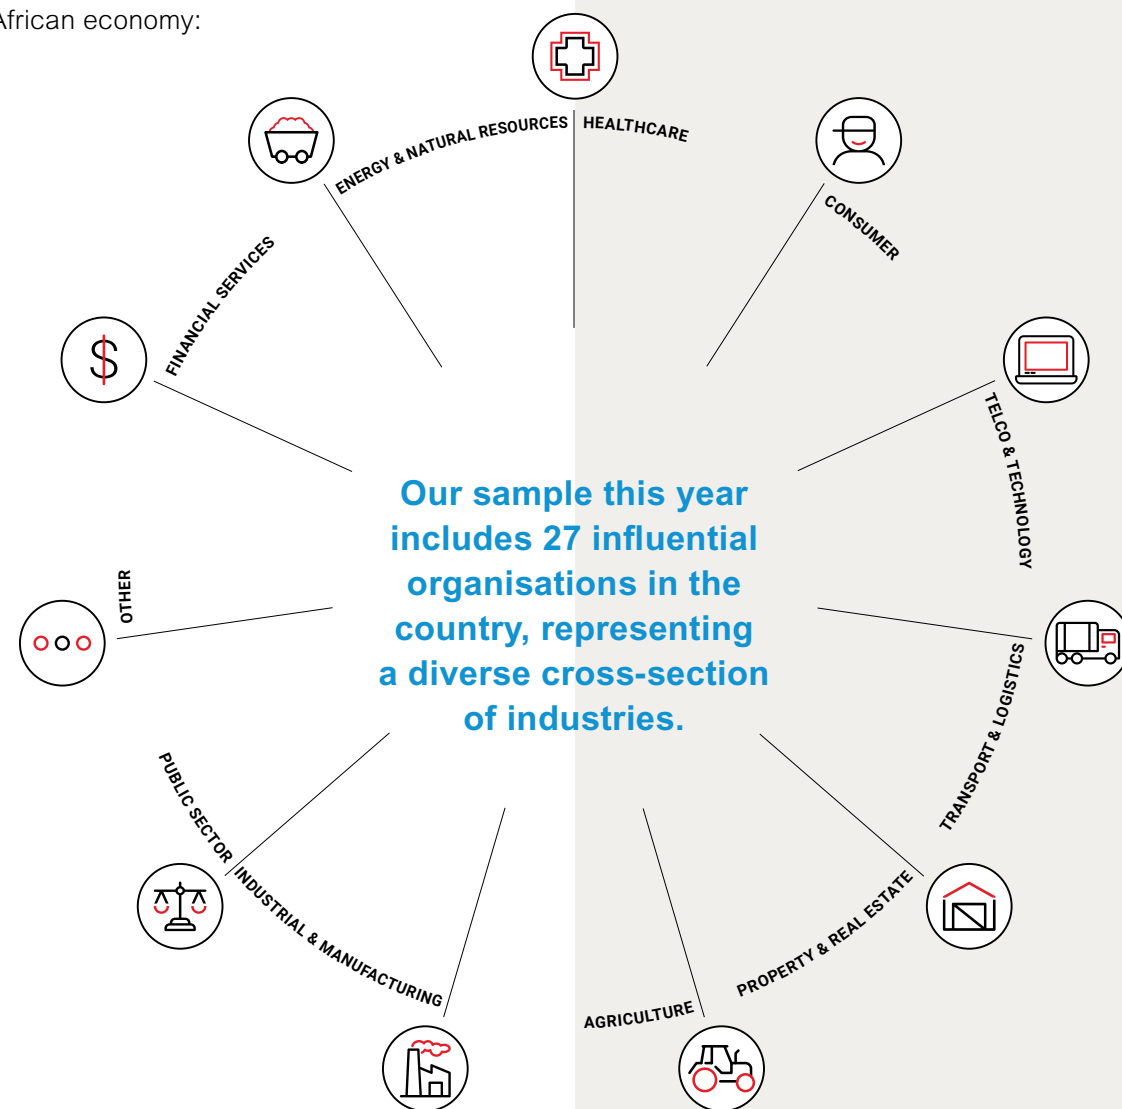 African economy:
HEALTHCARE
CONSUMER
TELCO & TECHNOLOGY
TRANSPORT & LOGISTICS
PROPERTY & REAL ESTATE
AGRICULTURE
INDUSTRIAL & MANUFACTURING
PUBLIC SECTOR
OTHER
FINANCIAL SERVICES
ENERGY & NATURAL RESOURCES
Our sample this year
includes 27 influential
organisations in the
country, representing
a diverse cross-section
of industries.